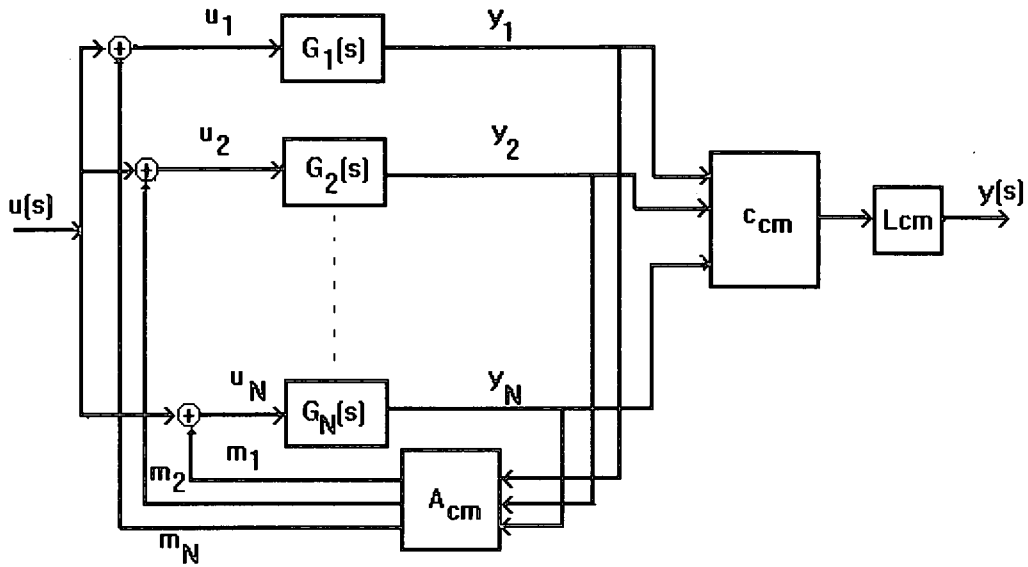 u1
G1(s)
y1
u2
G2(s)
y2
u(s)
ccm
Lcm
y(s)
uN
GN(s)
yN
m1
m2
Acm
mN